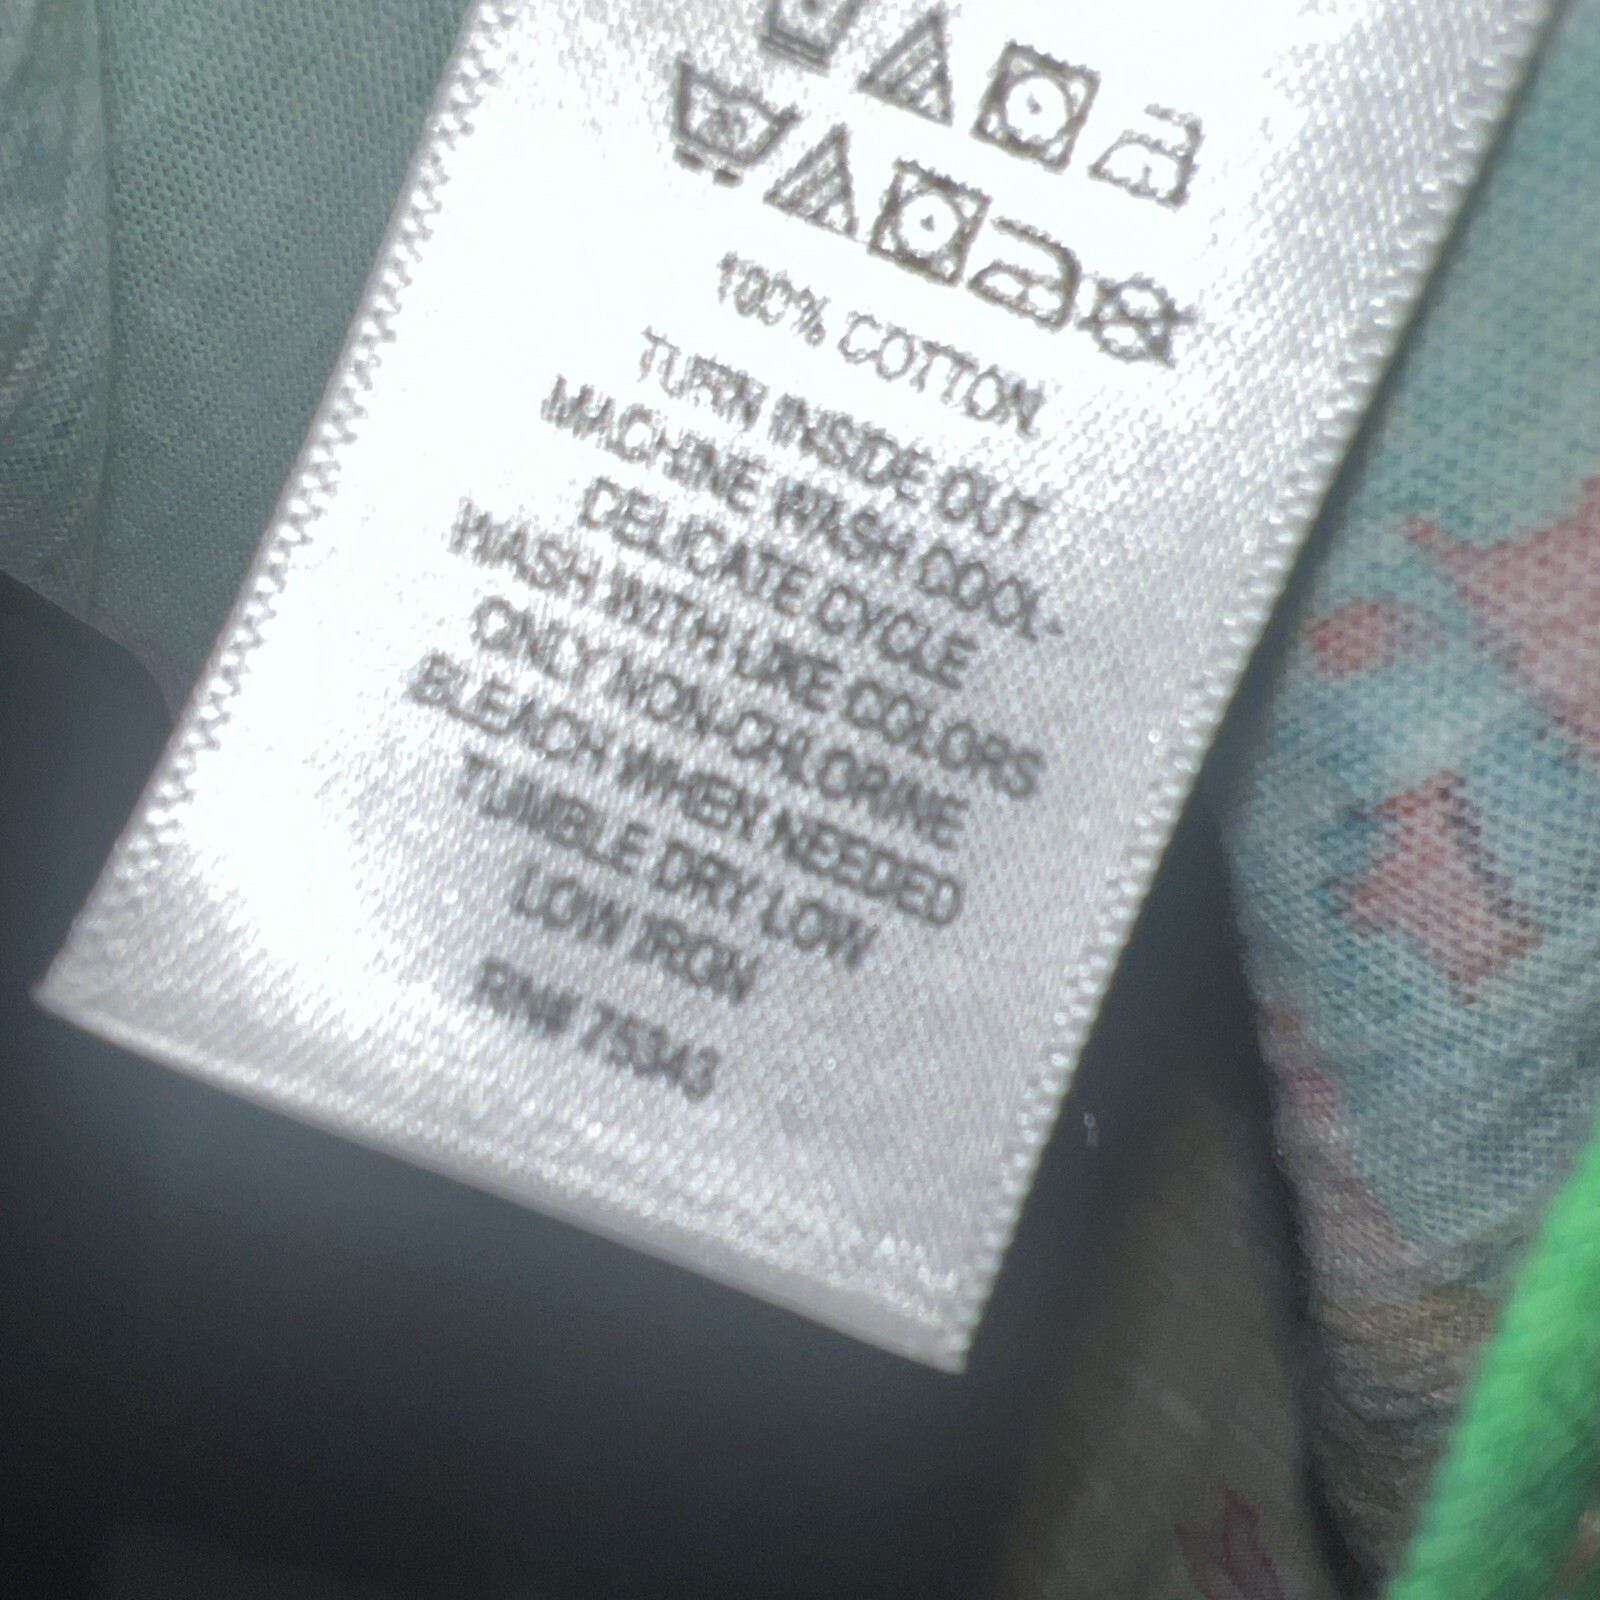 100% COTTON
TURN INSIDE OUT
MACHINE WASH COOL-
DELICATE CYCLE
WASH WITH LIKE COLORS
ONLY NON-CHLORINE
BLEACH WHEN NEEDED
TUMBLE DRY LOW
LOW IRON
RN# 75343